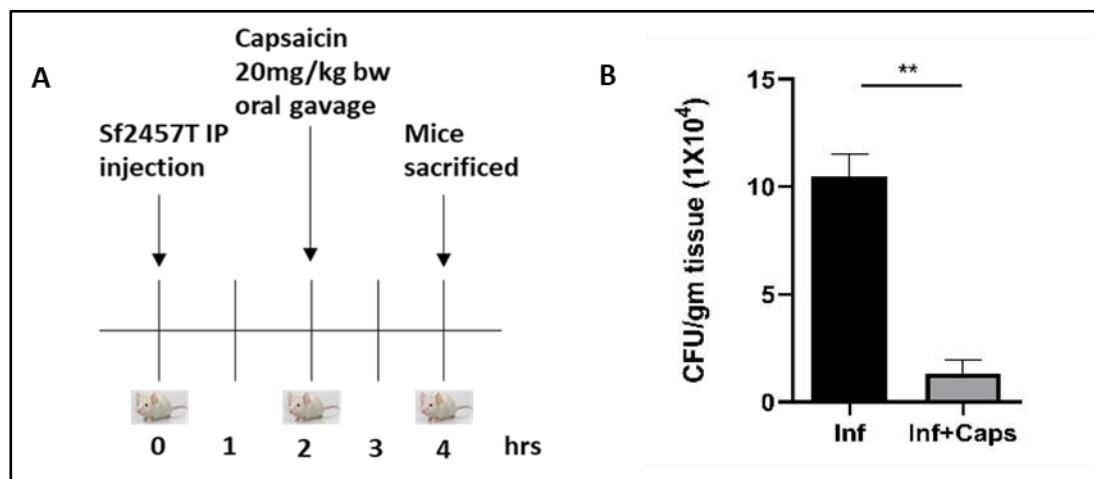 A
Sf2457T IP
injection
Capsaicin
20mg/kg bw
oral gavage
Mice
sacrificed
0 1 2 3 4 hrs
B
**
CFU/gm tissue (1X10⁴)
15
10
5
0
Inf Inf+Caps